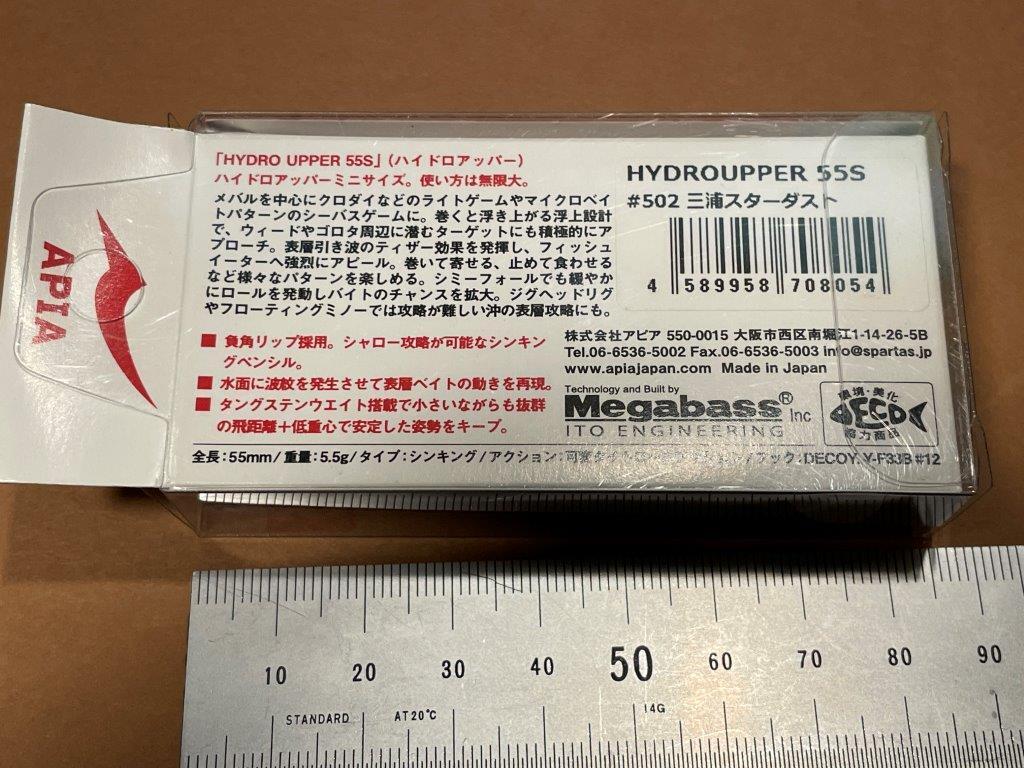 APIA
「HYDRO UPPER 55S」(ハイドロアッパー)
ハイドロアッパーミニサイズ。使い方は無限大。
メバルを中心にクロダイなどのライトゲームやマイクロベイ
トパターンのシーバスゲームに。巻くと浮き上がる浮上設計
で、ウィードやゴロタ周辺に潜むターゲットにも積極的にア
プローチ。表層引き波のティザー効果を発揮し、フィッシュ
イーターへ強烈にアピール。巻いて寄せる、止めて食わせる
など様々なパターンを楽しめる。シミーフォールでも緩やか
にロールを発動しバイトのチャンスを拡大。ジグヘッドリグ
やフローティングミノーでは攻略が難しい沖の表層攻略にも。
■ 負角リップ採用。シャロー攻略が可能なシンキン
グペンシル。
■ 水面に波紋を発生させて表層ベイトの動きを再現。
■ タングステンウエイト搭載で小さいながらも抜群
の飛距離+低重心で安定した姿勢をキープ。
HYDROUPPER 55S
#502 三浦スターダスト
4 589958 708054
株式会社アピア 550-0015 大阪市西区南堀江1-14-26-5B
Tel.06-6536-5002 Fax.06-6536-5003 info@spartas.jp
www.apiajapan.com Made in Japan
Technology and Built by
Megabass® Inc
ITO ENGINEERING
環境・美化
ECO
協力商品
全長:55mm/重量:5.5g/タイプ:シンキング/アクション:可変タイム /フック:DECOY. Y-F33B #12
10 20 30 40 50 60 70 80 90
STANDARD AT20°C 14G